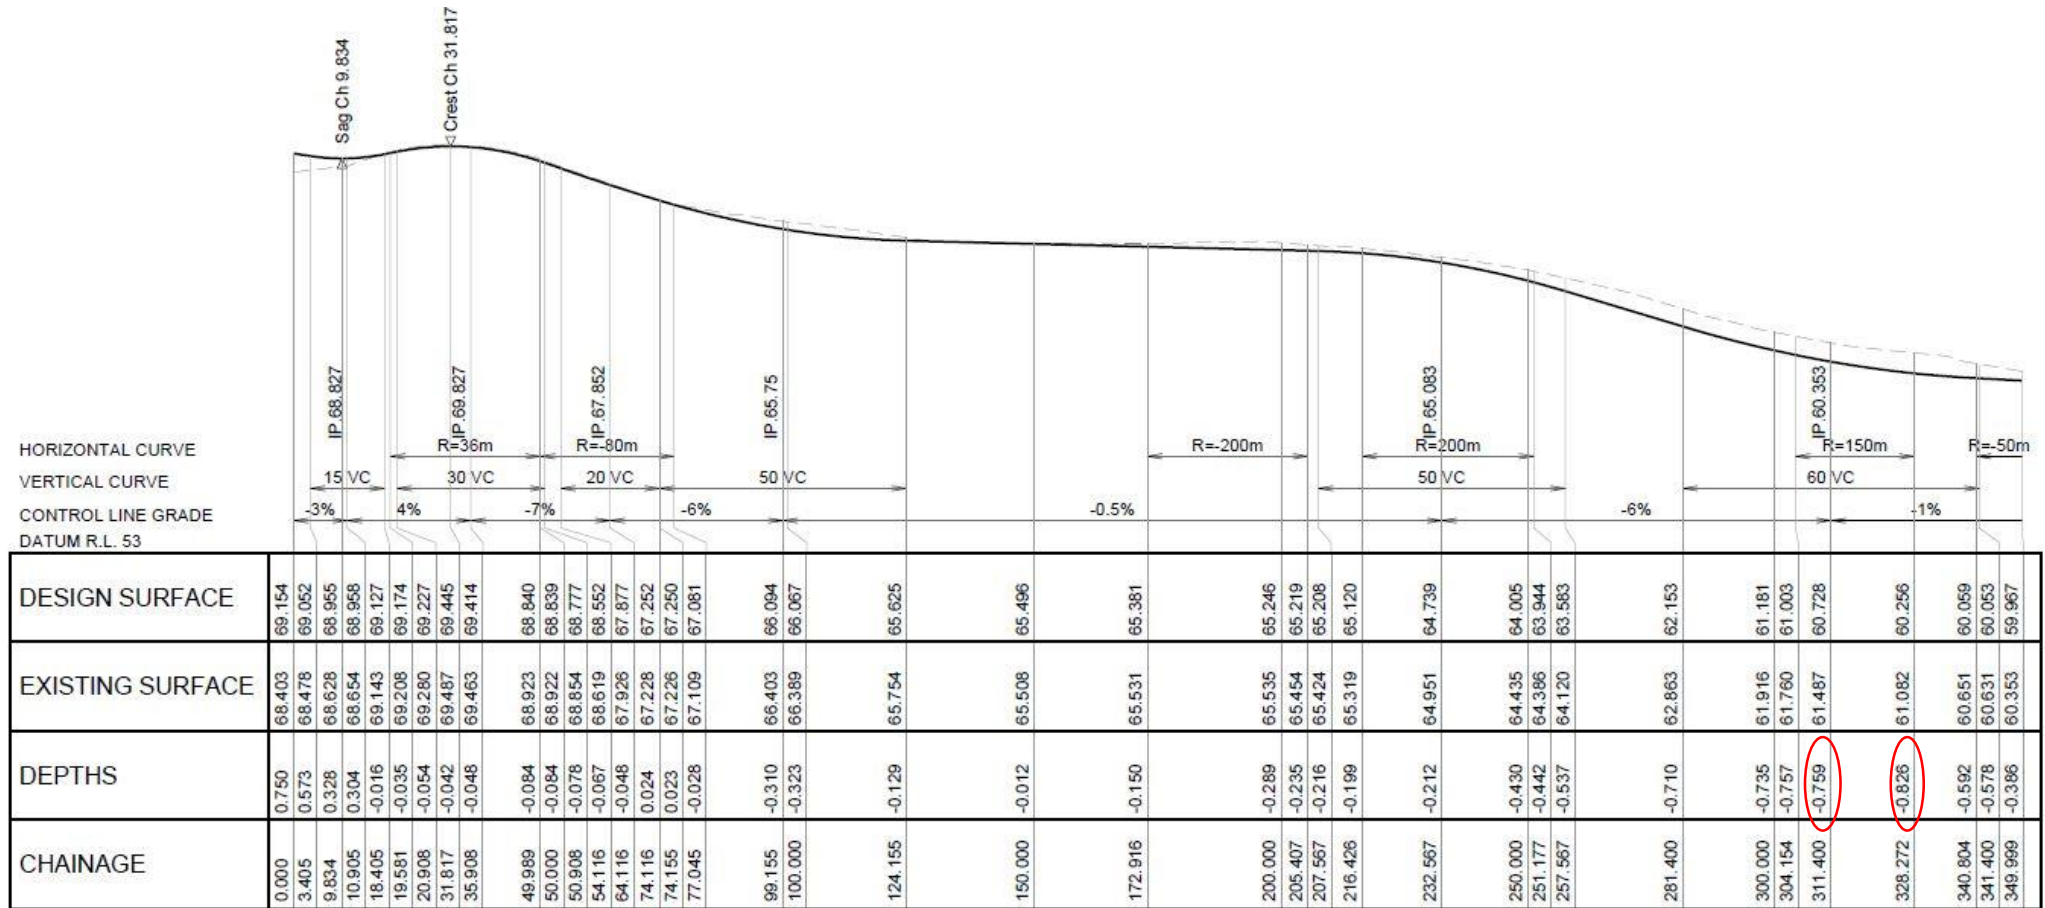 Sag Ch 9.834
Crest Ch 31.817
IP.68.827
IP.69.827
IP.67.852
IP.65.75
IP.65.083
IP.60.353
HORIZONTAL CURVE R=36m R=-80m R=-200m R=200m R=150m R=-50m
VERTICAL CURVE 15 VC 30 VC 20 VC 50 VC 50 VC 60 VC
CONTROL LINE GRADE -3% 4% -7% -6% -0.5% -6% -1%
DATUM R.L. 53
DESIGN SURFACE 69.154 69.052 68.955 68.958 69.127 69.174 69.227 69.445 69.414 68.840 68.839 68.777 68.552 67.877 67.252 67.250 67.081 66.094 66.067 65.625 65.496 65.381 65.246 65.219 65.208 65.120 64.739 64.005 63.944 63.583 62.153 61.181 61.003 60.728 60.256 60.059 60.053 59.967
EXISTING SURFACE 68.403 68.478 68.628 68.654 69.143 69.208 69.280 69.487 69.463 68.923 68.922 68.854 68.619 67.926 67.228 67.226 67.109 66.403 66.389 65.754 65.508 65.531 65.535 65.454 65.424 65.319 64.951 64.435 64.386 64.120 62.863 61.916 61.760 61.487 61.082 60.651 60.631 60.353
DEPTHS 0.750 0.573 0.328 0.304 -0.016 -0.035 -0.054 -0.042 -0.048 -0.084 -0.084 -0.078 -0.067 -0.048 0.024 0.023 -0.028 -0.310 -0.323 -0.129 -0.012 -0.150 -0.289 -0.235 -0.216 -0.199 -0.212 -0.430 -0.442 -0.537 -0.710 -0.735 -0.757 -0.759 -0.826 -0.592 -0.578 -0.386
CHAINAGE 0.000 3.405 9.834 10.905 18.405 19.581 20.908 31.817 35.908 49.989 50.000 50.908 54.116 64.116 74.116 74.155 77.045 99.155 100.000 124.155 150.000 172.916 200.000 205.407 207.567 216.426 232.567 250.000 251.177 257.567 281.400 300.000 304.154 311.400 328.272 340.804 341.400 349.999